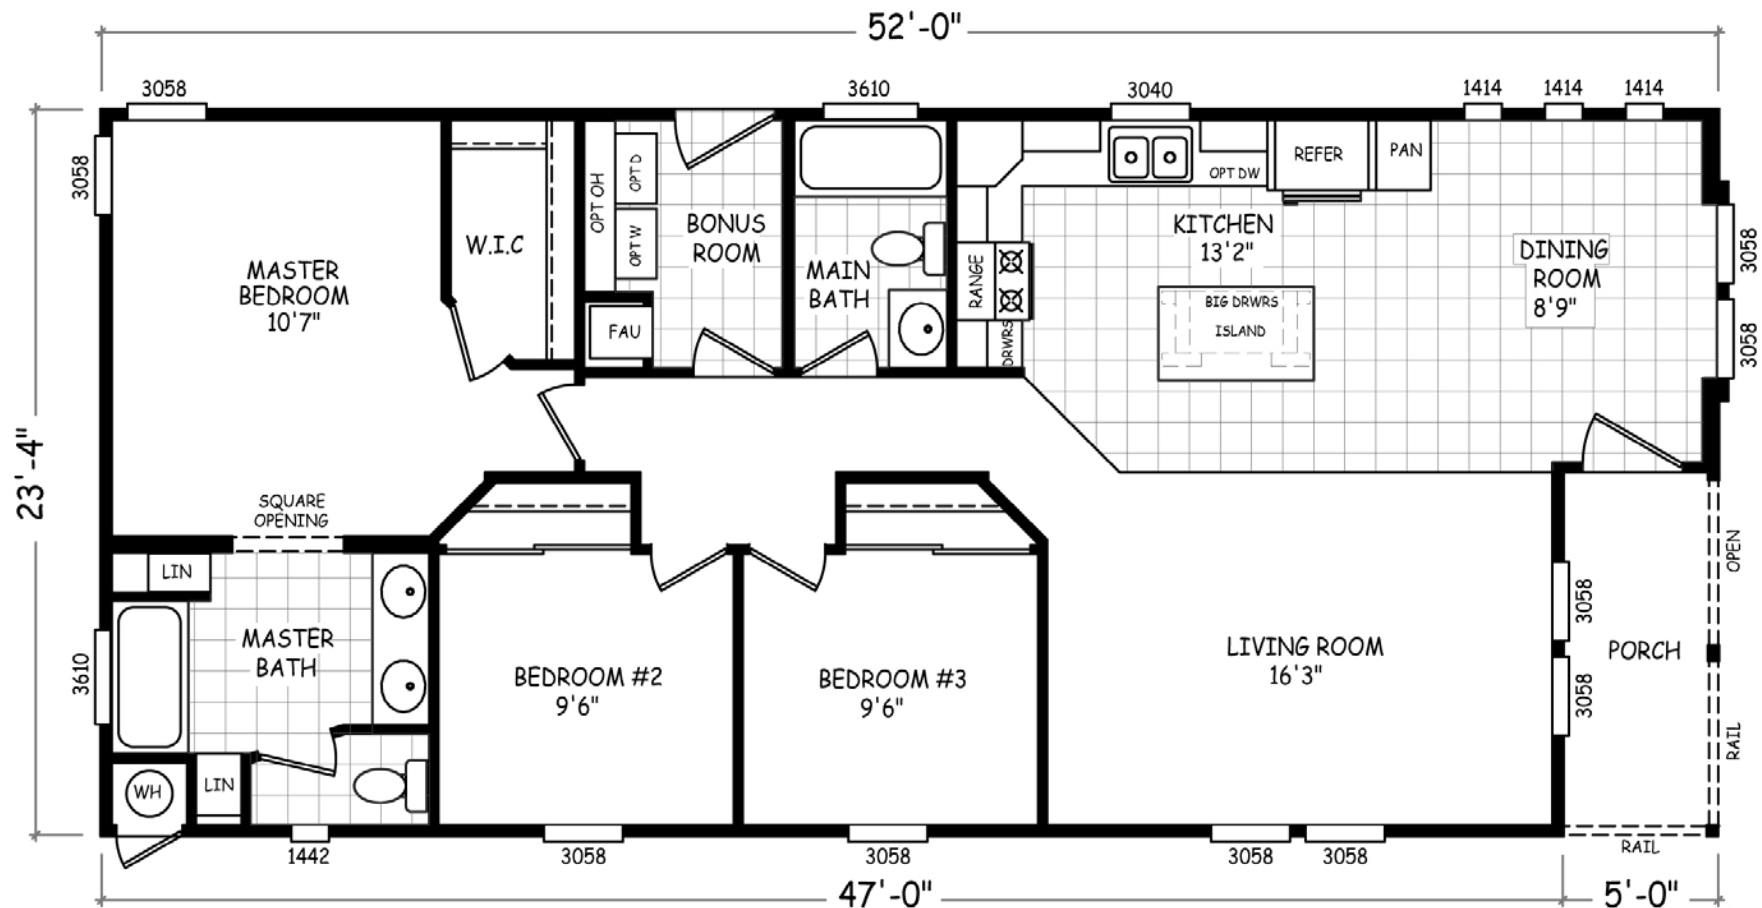 52'-0"
3058
3610
3040
1414
1414
1414
3058
23'-4"
MASTER
BEDROOM
10'7"
W.I.C
OPT OH
OPT D
OPT W
BONUS
ROOM
FAU
MAIN
BATH
RANGE
DRWRS
OPT DW
REFER
PAN
KITCHEN
13'2"
BIG DRWRS
ISLAND
DINING
ROOM
8'9"
3058
3058
SQUARE
OPENING
LIN
MASTER
BATH
3610
WH
LIN
BEDROOM #2
9'6"
BEDROOM #3
9'6"
LIVING ROOM
16'3"
3058
3058
PORCH
OPEN
RAIL
RAIL
1442
3058
3058
3058
3058
47'-0"
5'-0"